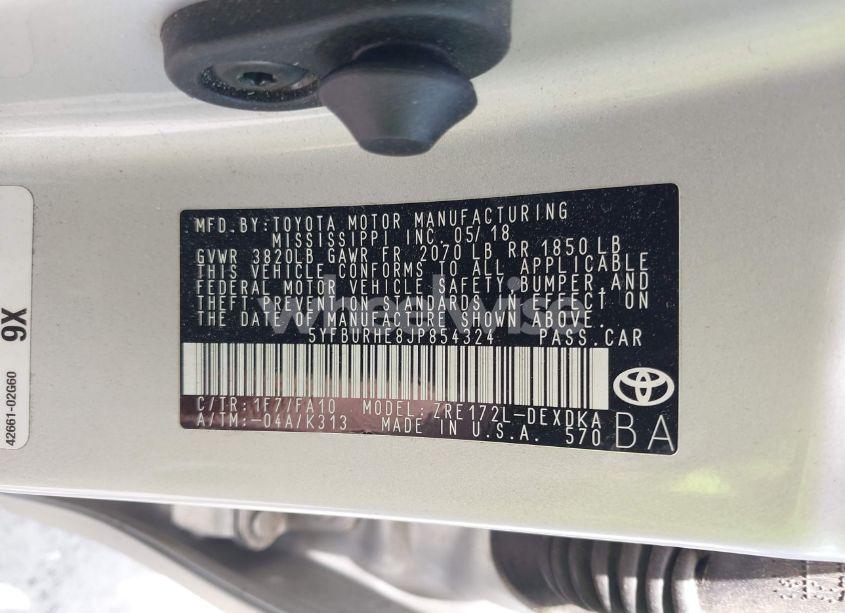 MFD.BY:TOYOTA MOTOR MANUFACTURING
MISSISSIPPI INC. 05/18
GVWR 3820LB GAWR FR 2070 LB RR 1850 LB
THIS VEHICLE CONFORMS TO ALL APPLICABLE
FEDERAL MOTOR VEHICLE SAFETY,BUMPER,AND
THEFT PREVENTION STANDARDS IN EFFECT ON
THE DATE OF MANUFACTURE SHOWN ABOVE.
5YFBURHE8JP854324 PASS.CAR
C/TR:1F7/FA10 MODEL:ZRE172L-DEXDKA
A/TM:-04A/K313 MADE IN U.S.A. 570
BA
9X
42661-02G60
wheelwise